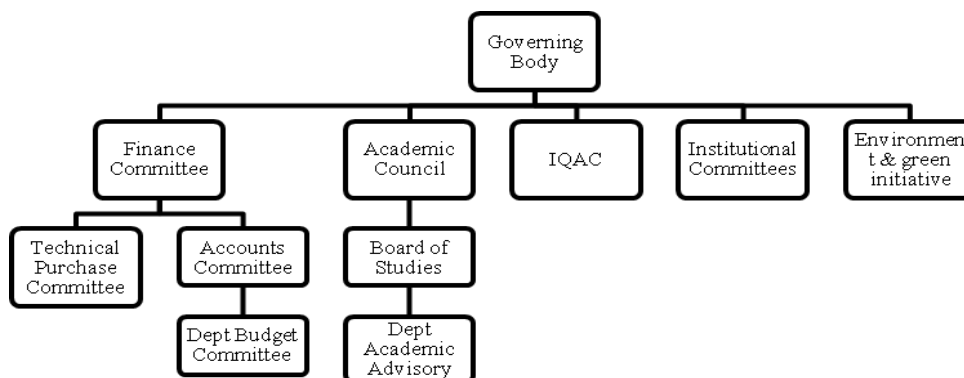 Governing
Body
Finance
Committee
Academic
Council
IQAC
Institutional
Committees
Environmen
t & green
initiative
Technical
Purchase
Committee
Accounts
Committee
Board of
Studies
Dept Budget
Committee
Dept
Academic
Advisory